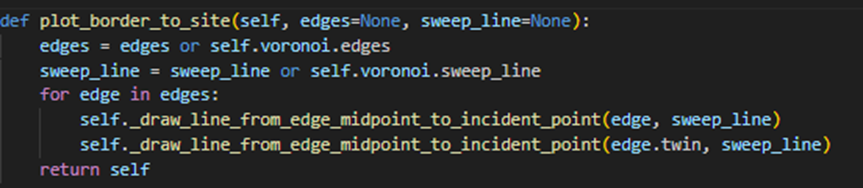 def plot_border_to_site(self, edges=None, sweep_line=None):
    edges = edges or self.voronoi.edges
    sweep_line = sweep_line or self.voronoi.sweep_line
    for edge in edges:
        self._draw_line_from_edge_midpoint_to_incident_point(edge, sweep_line)
        self._draw_line_from_edge_midpoint_to_incident_point(edge.twin, sweep_line)
    return self